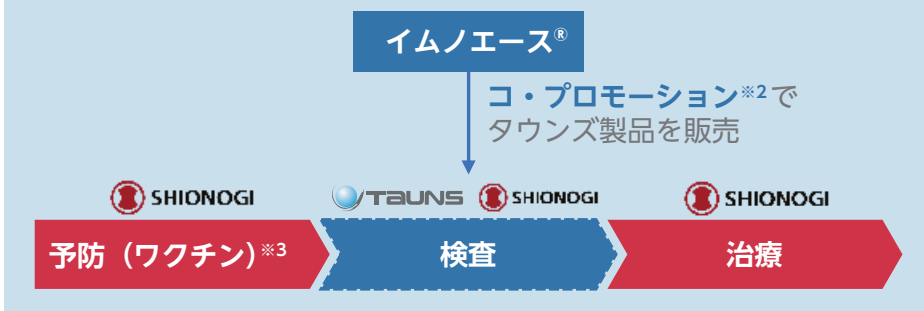 イムノエース®
コ・プロモーション※2で
タウンズ製品を販売
SHIONOGI
TAUNS
SHIONOGI
SHIONOGI
予防（ワクチン）※3
検査
治療